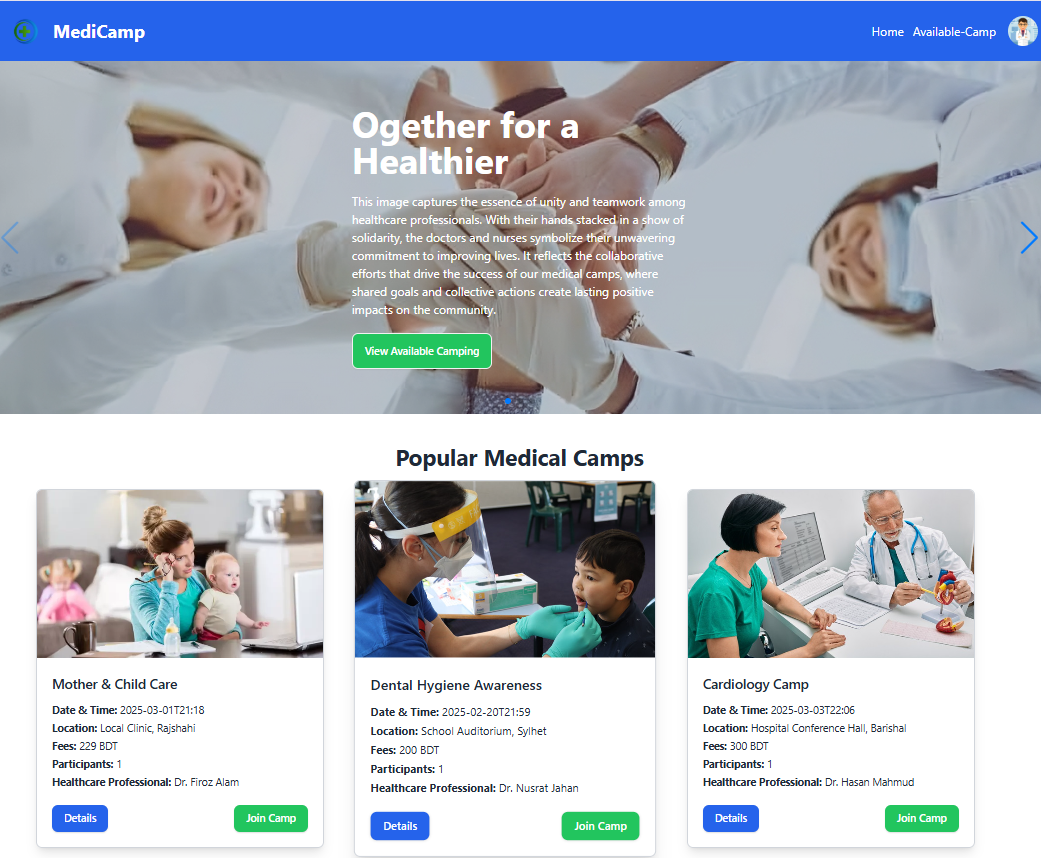 MediCamp
Home Available-Camp
Ogether for a
Healthier
This image captures the essence of unity and teamwork among
healthcare professionals. With their hands stacked in a show of
solidarity, the doctors and nurses symbolize their unwavering
commitment to improving lives. It reflects the collaborative
efforts that drive the success of our medical camps, where
shared goals and collective actions create lasting positive
impacts on the community.
View Available Camping
Popular Medical Camps
Mother & Child Care
Date & Time: 2025-03-01T21:18
Location: Local Clinic, Rajshahi
Fees: 229 BDT
Participants: 1
Healthcare Professional: Dr. Firoz Alam
Details
Join Camp
Dental Hygiene Awareness
Date & Time: 2025-02-20T21:59
Location: School Auditorium, Sylhet
Fees: 200 BDT
Participants: 1
Healthcare Professional: Dr. Nusrat Jahan
Details
Join Camp
Cardiology Camp
Date & Time: 2025-03-03T22:06
Location: Hospital Conference Hall, Barishal
Fees: 300 BDT
Participants: 1
Healthcare Professional: Dr. Hasan Mahmud
Details
Join Camp